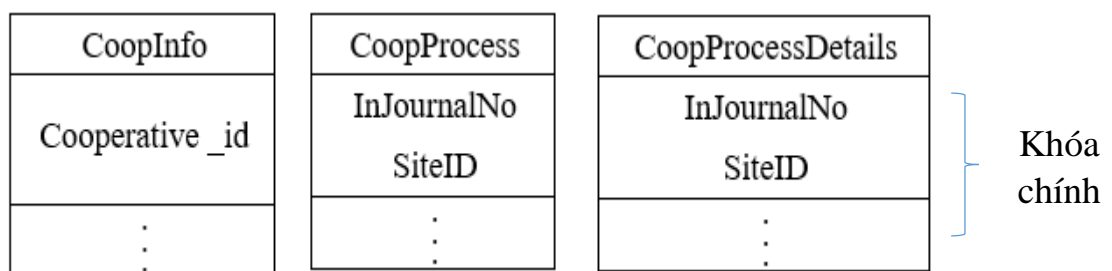 CoopInfo
Cooperative _id
CoopProcess
InJournalNo
SiteID
CoopProcessDetails
InJournalNo
SiteID
Khóa
chính